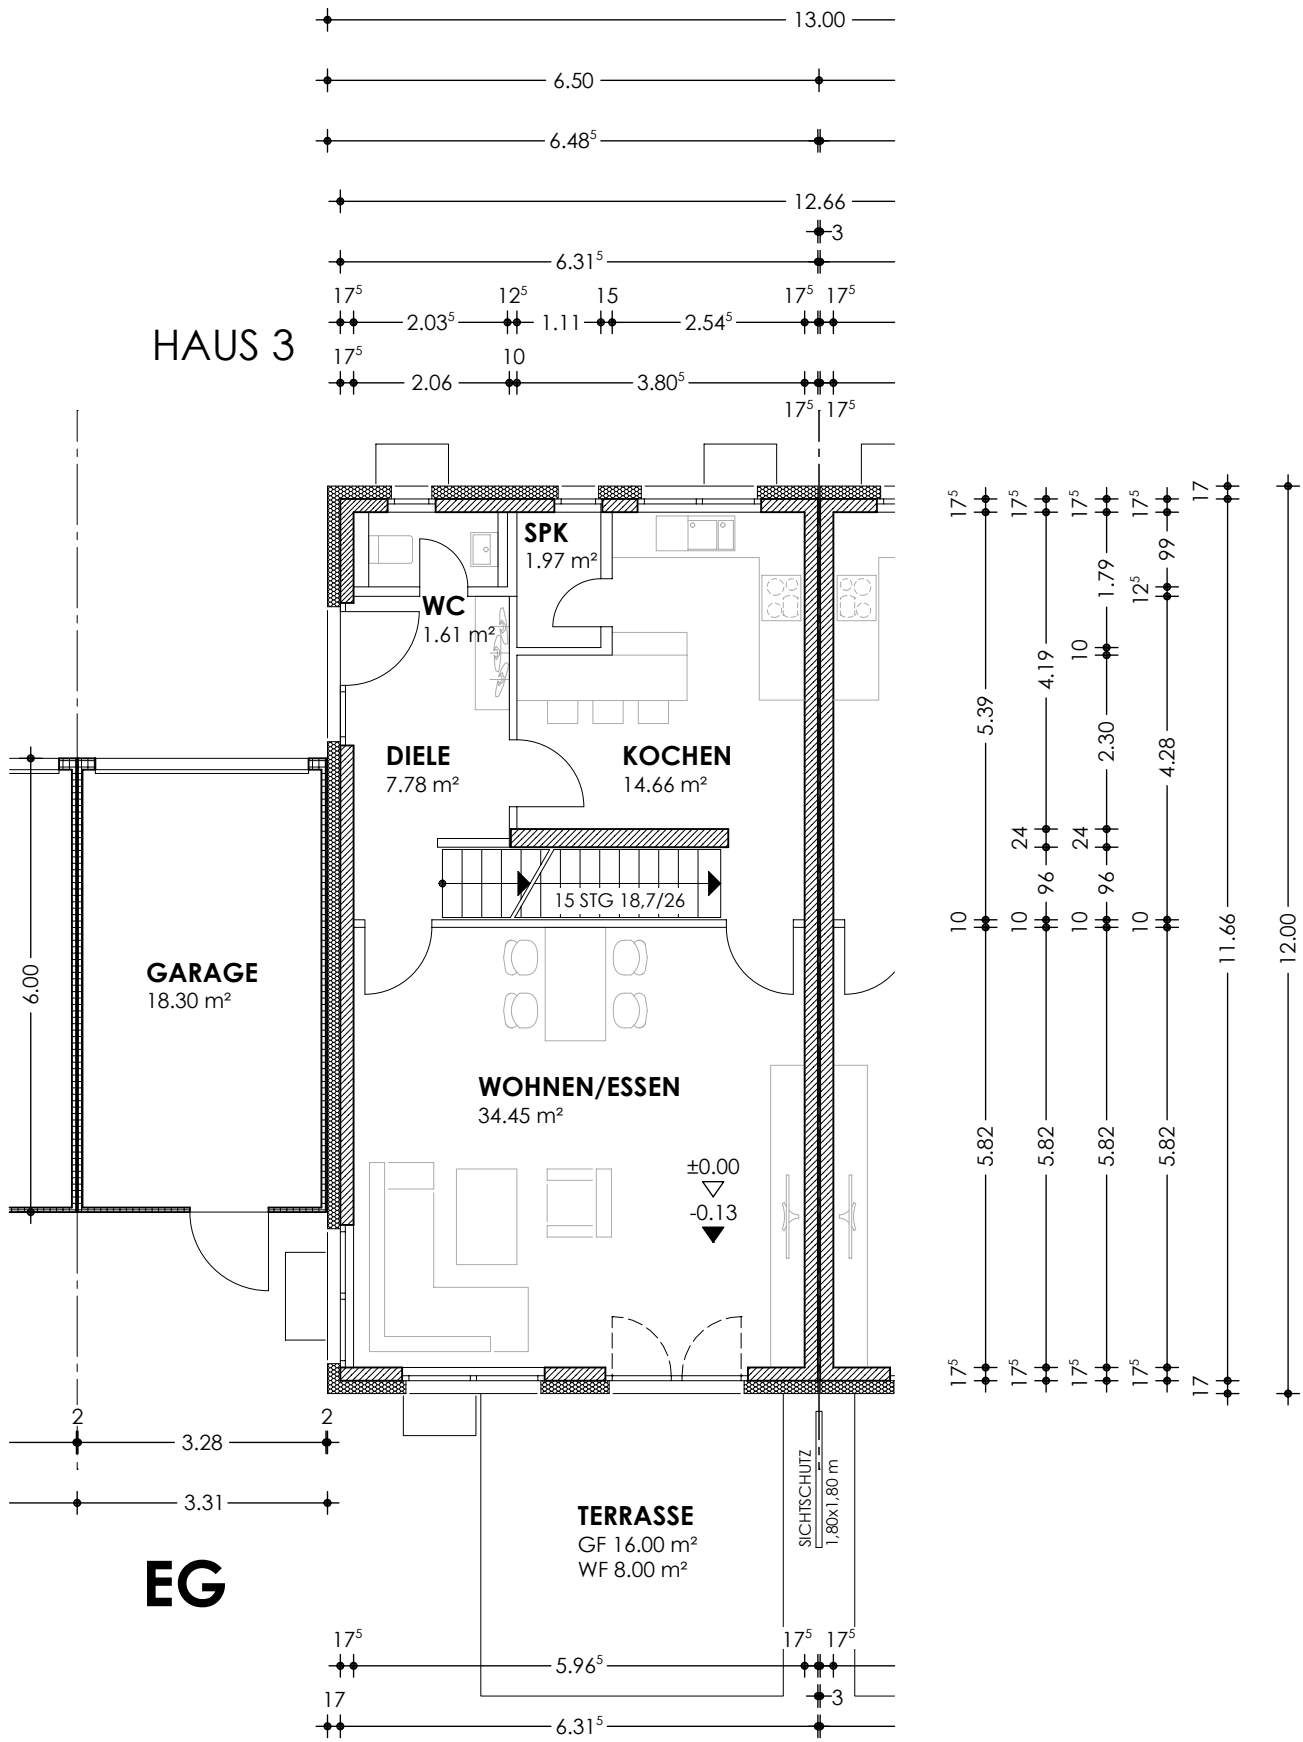 13.00
6.50
6.48⁵
12.66
3
6.31⁵
17⁵ 12⁵ 15 17⁵ 17⁵
2.03⁵ 1.11 2.54⁵
HAUS 3
17⁵ 10
2.06 3.80⁵
17⁵ 17⁵
SPK
1.97 m²
WC
1.61 m²
DIELE
7.78 m²
KOCHEN
14.66 m²
15 STG 18,7/26
GARAGE
18.30 m²
6.00
WOHNEN/ESSEN
34.45 m²
±0.00
-0.13
17⁵
5.39
10
5.82
17⁵
17⁵
4.19
24
96
10
5.82
17⁵
17⁵
1.79
10
2.30
24
96
10
5.82
17⁵
17⁵
99
12⁵
4.28
10
5.82
17⁵
17
11.66
17
12.00
2 2
3.28
3.31
SICHTSCHUTZ
1,80x1,80 m
TERRASSE
GF 16.00 m²
WF 8.00 m²
EG
17⁵ 17⁵ 17⁵
5.96⁵
17 3
6.31⁵